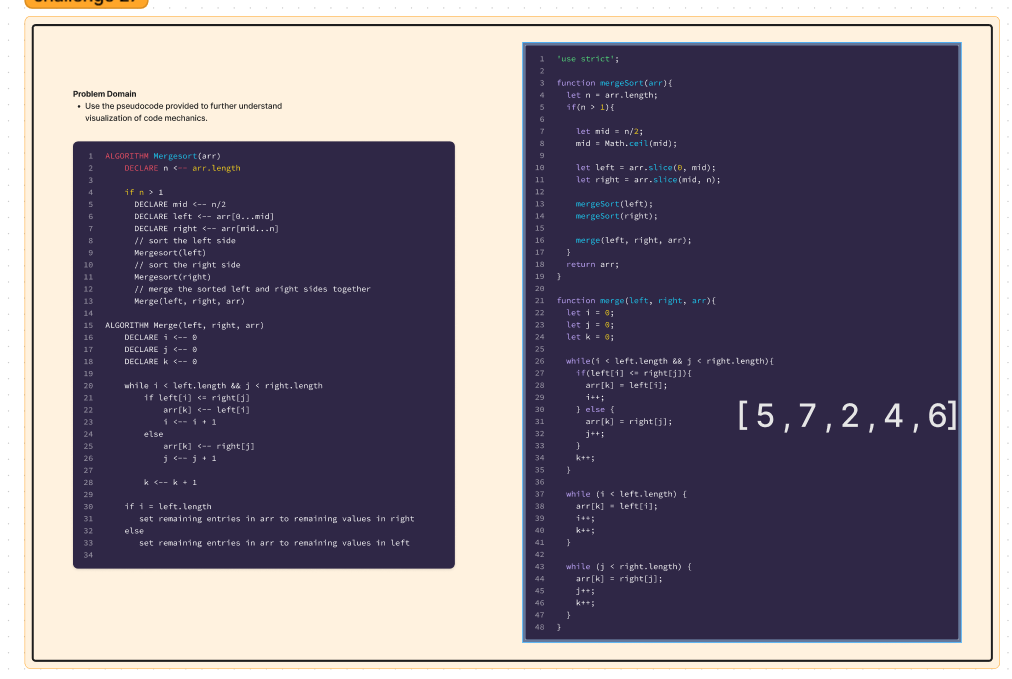 Problem Domain
• Use the pseudocode provided to further understand
visualization of code mechanics.
1 ALGORITHM Mergesort(arr)
2 DECLARE n <-- arr.length
3
4 if n > 1
5 DECLARE mid <-- n/2
6 DECLARE left <-- arr[0...mid]
7 DECLARE right <-- arr[mid...n]
8 // sort the left side
9 Mergesort(left)
10 // sort the right side
11 Mergesort(right)
12 // merge the sorted left and right sides together
13 Merge(left, right, arr)
14
15 ALGORITHM Merge(left, right, arr)
16 DECLARE i <-- 0
17 DECLARE j <-- 0
18 DECLARE k <-- 0
19
20 while i < left.length && j < right.length
21 if left[i] <= right[j]
22 arr[k] <-- left[i]
23 i <-- i + 1
24 else
25 arr[k] <-- right[j]
26 j <-- j + 1
27
28 k <-- k + 1
29
30 if i = left.length
31 set remaining entries in arr to remaining values in right
32 else
33 set remaining entries in arr to remaining values in left
34
1 'use strict';
2
3 function mergeSort(arr){
4 let n = arr.length;
5 if(n > 1){
6
7 let mid = n/2;
8 mid = Math.ceil(mid);
9
10 let left = arr.slice(0, mid);
11 let right = arr.slice(mid, n);
12
13 mergeSort(left);
14 mergeSort(right);
15
16 merge(left, right, arr);
17 }
18 return arr;
19 }
20
21 function merge(left, right, arr){
22 let i = 0;
23 let j = 0;
24 let k = 0;
25
26 while(i < left.length && j < right.length){
27 if(left[i] <= right[j]){
28 arr[k] = left[i];
29 i++;
30 } else {
31 arr[k] = right[j];
32 j++;
33 }
34 k++;
35 }
36
37 while (i < left.length) {
38 arr[k] = left[i];
39 i++;
40 k++;
41 }
42
43 while (j < right.length) {
44 arr[k] = right[j];
45 j++;
46 k++;
47 }
48 }
[ 5 , 7 , 2 , 4 , 6]